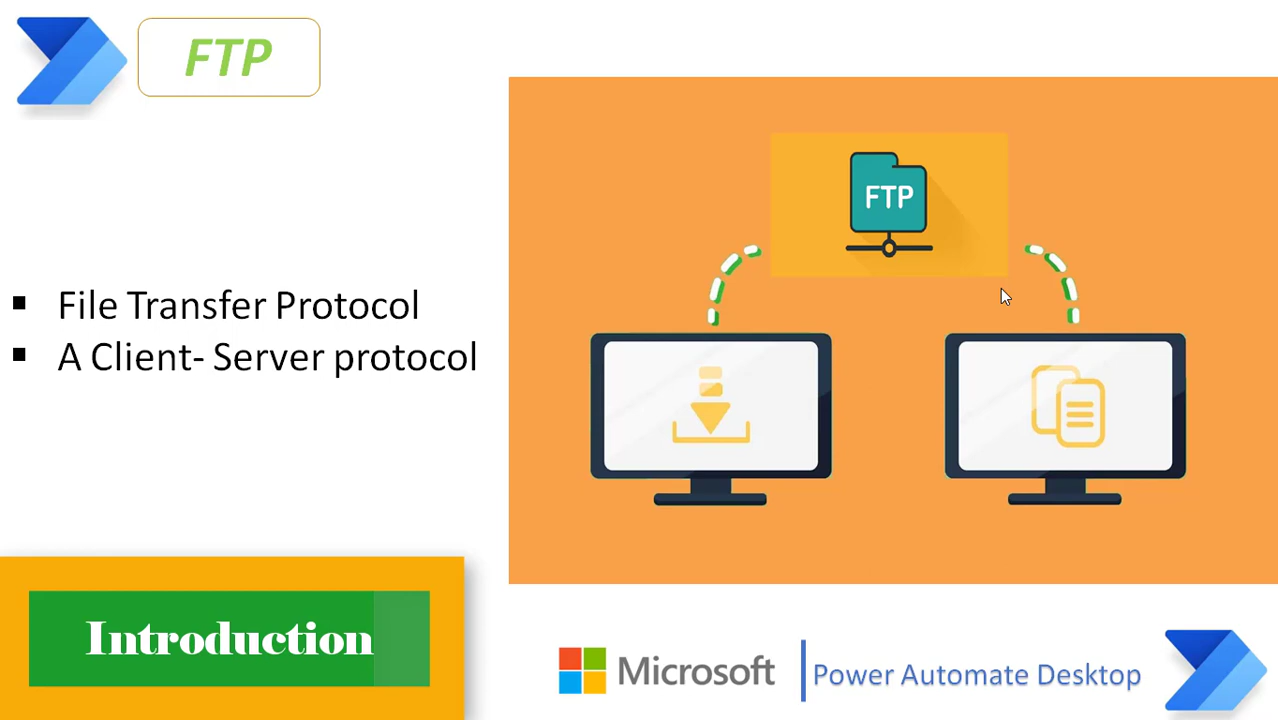 FTP
FTP
File Transfer Protocol
A Client- Server protocol
Introduction
Microsoft
Power Automate Desktop